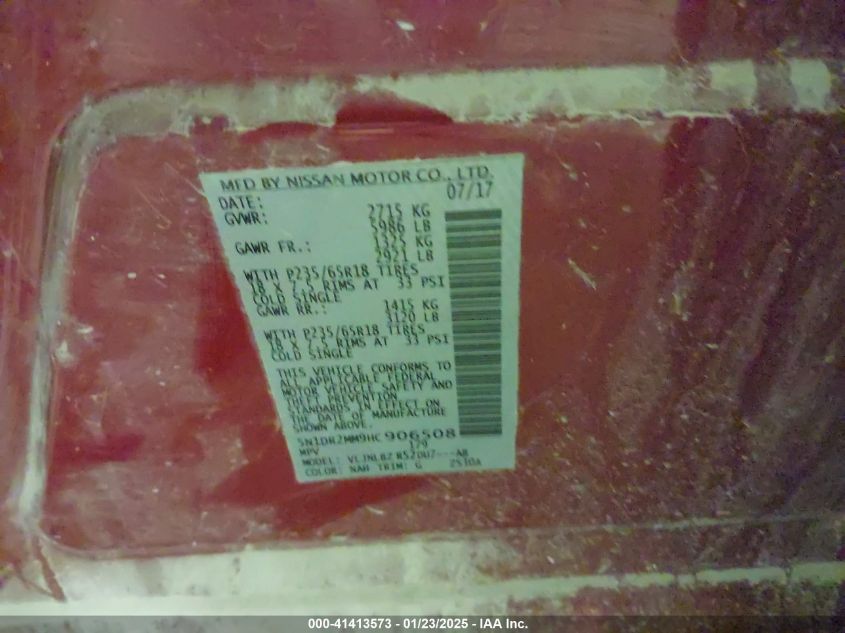 MFD BY NISSAN MOTOR CO., LTD.
DATE: 07/17
GVWR: 2715 KG
5986 LB
GAWR FR.: 1325 KG
2921 LB
WITH P235/65R18 TIRES
18 X 7.5 RIMS AT 33 PSI
COLD SINGLE
GAWR RR.: 1415 KG
3120 LB
WITH P235/65R18 TIRES
18 X 7.5 RIMS AT 33 PSI
COLD SINGLE
THIS VEHICLE CONFORMS TO
ALL APPLICABLE FEDERAL
MOTOR VEHICLE SAFETY AND
THEFT PREVENTION
STANDARDS IN EFFECT ON
THE DATE OF MANUFACTURE
SHOWN ABOVE.
5N1DR2MM9HC906508
MPV 179
MODEL:
COLOR: NAH TRIM: G 2510A
000-41413573 - 01/23/2025 - IAA Inc.